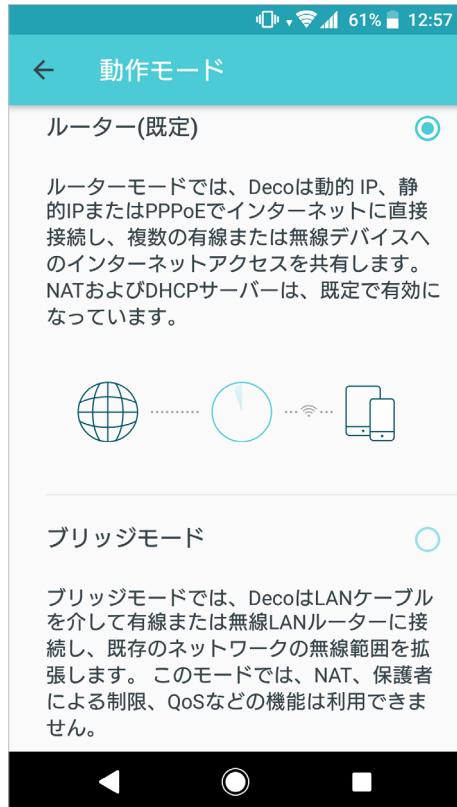 61% 12:57
動作モード
ルーター(既定)
ルーターモードでは、Decoは動的 IP、静
的IPまたはPPPoEでインターネットに直接
接続し、複数の有線または無線デバイスへ
のインターネットアクセスを共有します。
NATおよびDHCPサーバーは、既定で有効に
なっています。
ブリッジモード
ブリッジモードでは、DecoはLANケーブル
を介して有線または無線LANルーターに接
続し、既存のネットワークの無線範囲を拡
張します。 このモードでは、NAT、保護者
による制限、QoSなどの機能は利用できま
せん。